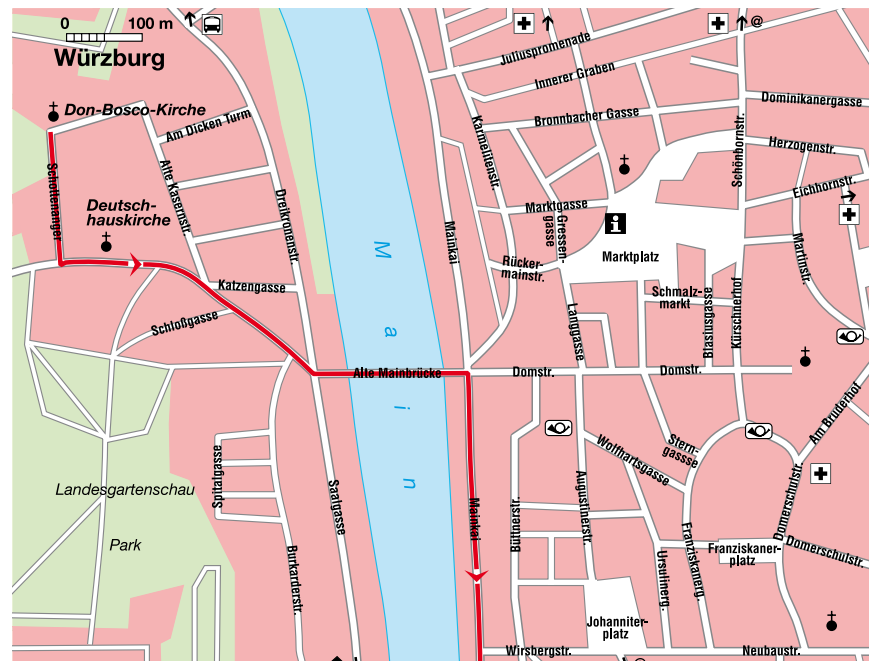 0 100 m
Würzburg
Juliuspromenade
@
Innerer Graben
Dominikanergasse
Bronnbacher Gasse
Don-Bosco-Kirche
Am Dicken Turm
Karmelitenstr.
Schönbornstr.
Herzogenstr.
Alte Kasernstr.
Schottenanger
Eichhornstr.
Deutsch-
hauskirche
Dreikronenstr.
Marktgasse
Gressen-
gasse
Mainkai
Main
i
Marktplatz
Martinstr.
Rücker-
mainstr.
Katzengasse
Schmalz-
markt
Blasiusgasse
Kürschnerhof
Schloßgasse
Langgasse
Alte Mainbrücke
Domstr.
Domstr.
Am Bruderhof
Stern-
gassse
Wolfhartsgasse
Spitalgasse
Landesgartenschau
Park
Saalgasse
Mainkai
Büttnerstr.
Augustinerstr.
Domerschulstr.
Franziskanerg.
Franziskaner-
platz
Domerschulstr.
Burkarderstr.
Ursulinerg.
Johanniter-
platz
Wirsbergstr.
Neubaustr.